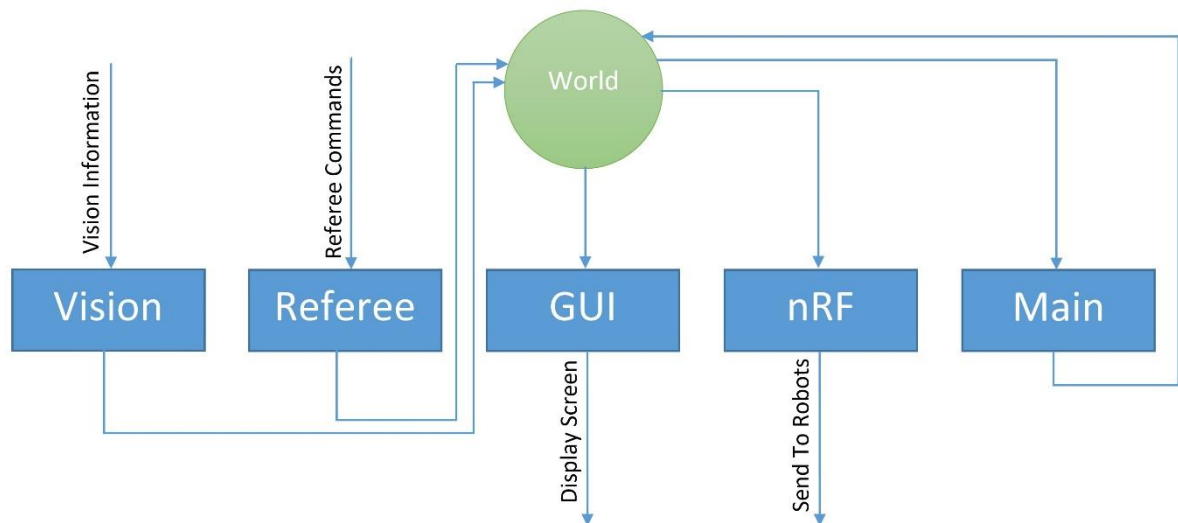 World
Vision Information
Referee Commands
Vision
Referee
GUI
nRF
Main
Display Screen
Send To Robots